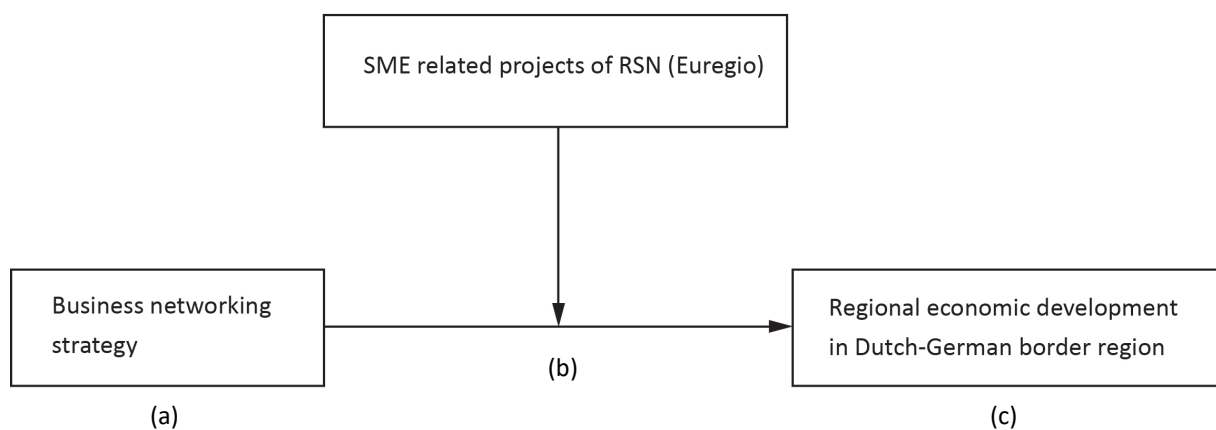 SME related projects of RSN (Euregio)
Business networking
strategy
Regional economic development
in Dutch-German border region
(b)
(a)
(c)